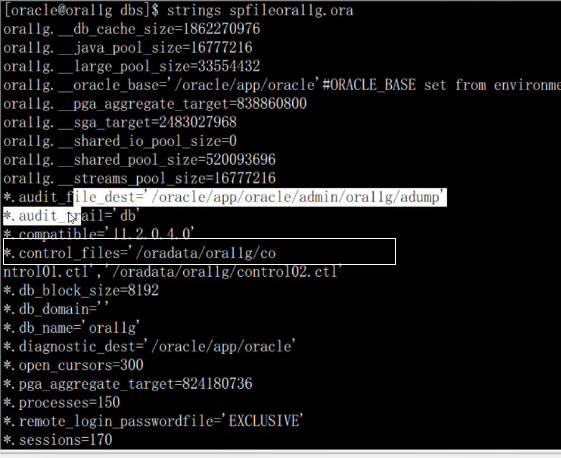 [oracle@ora11g dbs]$ strings spfileora11g.ora
ora11g.__db_cache_size=1862270976
ora11g.__java_pool_size=16777216
ora11g.__large_pool_size=33554432
ora11g.__oracle_base='/oracle/app/oracle'#ORACLE_BASE set from environme
ora11g.__pga_aggregate_target=838860800
ora11g.__sga_target=2483027968
ora11g.__shared_io_pool_size=0
ora11g.__shared_pool_size=520093696
ora11g.__streams_pool_size=16777216
*.audit_file_dest='/oracle/app/oracle/admin/ora11g/adump'
*.audit_trail='db'
*.compatible='11.2.0.4.0'
*.control_files='/oradata/ora11g/co
ntrol01.ctl','/oradata/ora11g/control02.ctl'
*.db_block_size=8192
*.db_domain=''
*.db_name='ora11g'
*.diagnostic_dest='/oracle/app/oracle'
*.open_cursors=300
*.pga_aggregate_target=824180736
*.processes=150
*.remote_login_passwordfile='EXCLUSIVE'
*.sessions=170